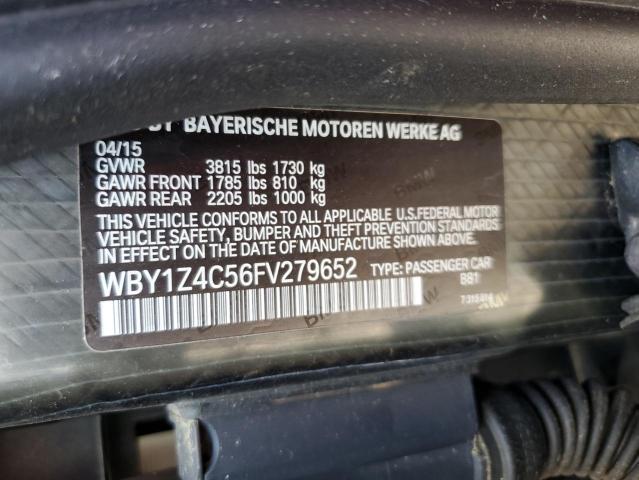 BY BAYERISCHE MOTOREN WERKE AG
04/15
GVWR 3815 lbs 1730 kg
GAWR FRONT 1785 lbs 810 kg
GAWR REAR 2205 lbs 1000 kg
THIS VEHICLE CONFORMS TO ALL APPLICABLE U.S.FEDERAL MOTOR
VEHICLE SAFETY, BUMPER, AND THEFT PREVENTION STANDARDS
IN EFFECT ON THE DATE OF MANUFACTURE SHOWN ABOVE.
WBY1Z4C56FV279652 TYPE: PASSENGER CAR
B81